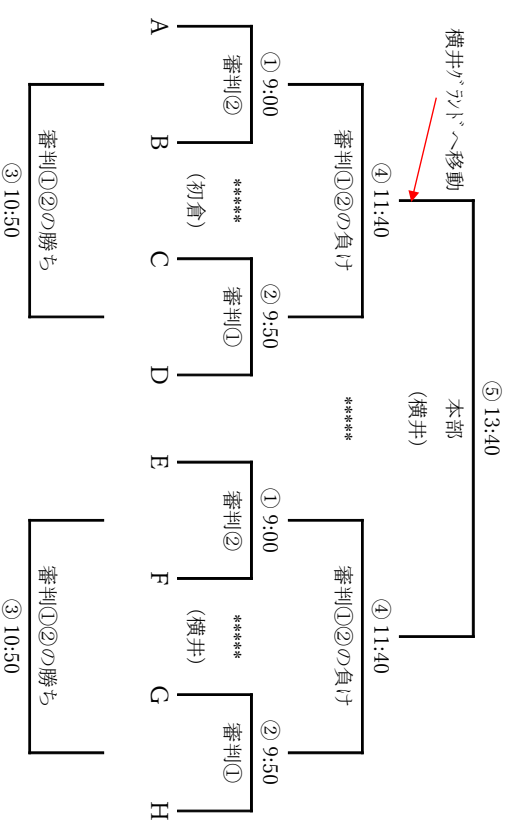 ⑤ 13:40
本部
(横井)
横井ｸﾞﾗﾝﾄﾞへ移動
④ 11:40
審判①②の負け
④ 11:40
審判①②の負け
*****
① 9:00
審判②
② 9:50
審判①
① 9:00
審判②
② 9:50
審判①
*****
(初倉)
*****
(横井)
A
B
C
D
E
F
G
H
審判①②の勝ち
③ 10:50
審判①②の勝ち
③ 10:50